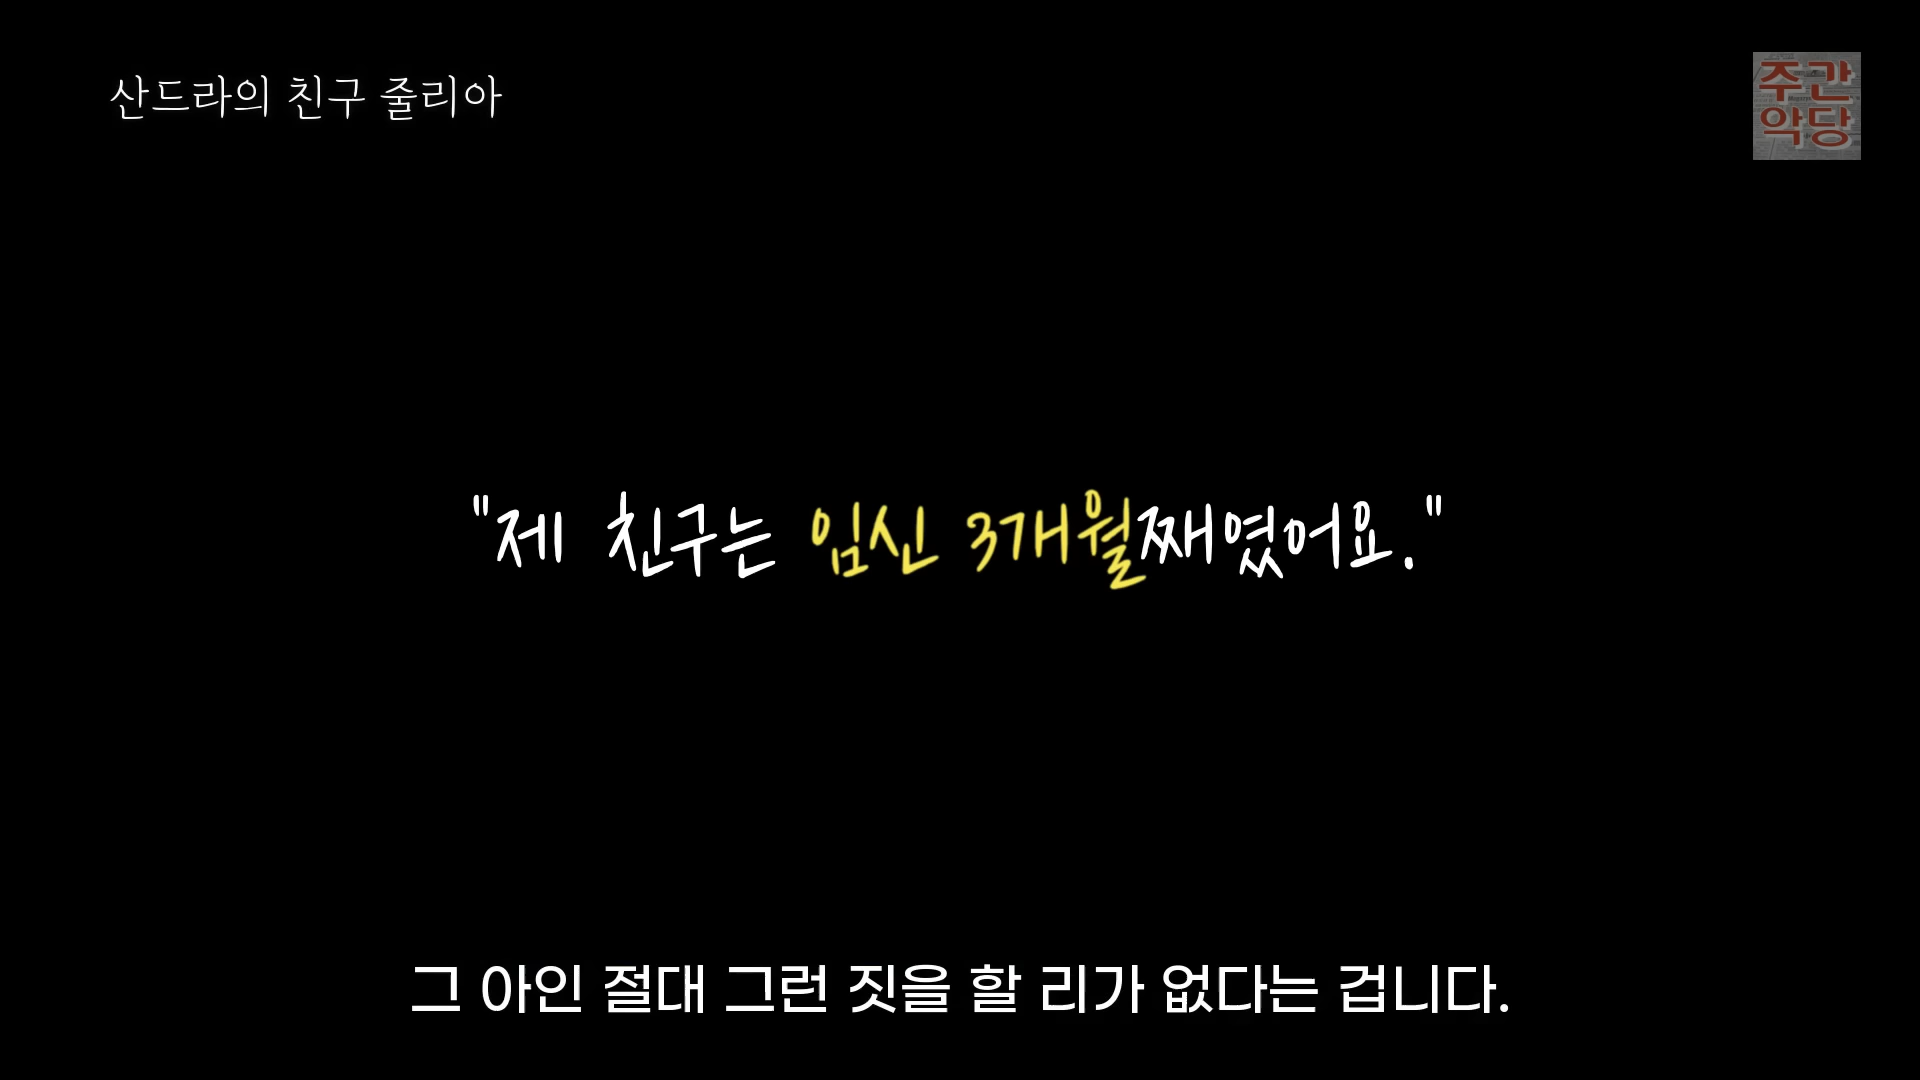 산드라의 친구 줄리아
주간
악당
"제 친구는 임신 3개월째였어요."
그 아인 절대 그런 짓을 할 리가 없다는 겁니다.